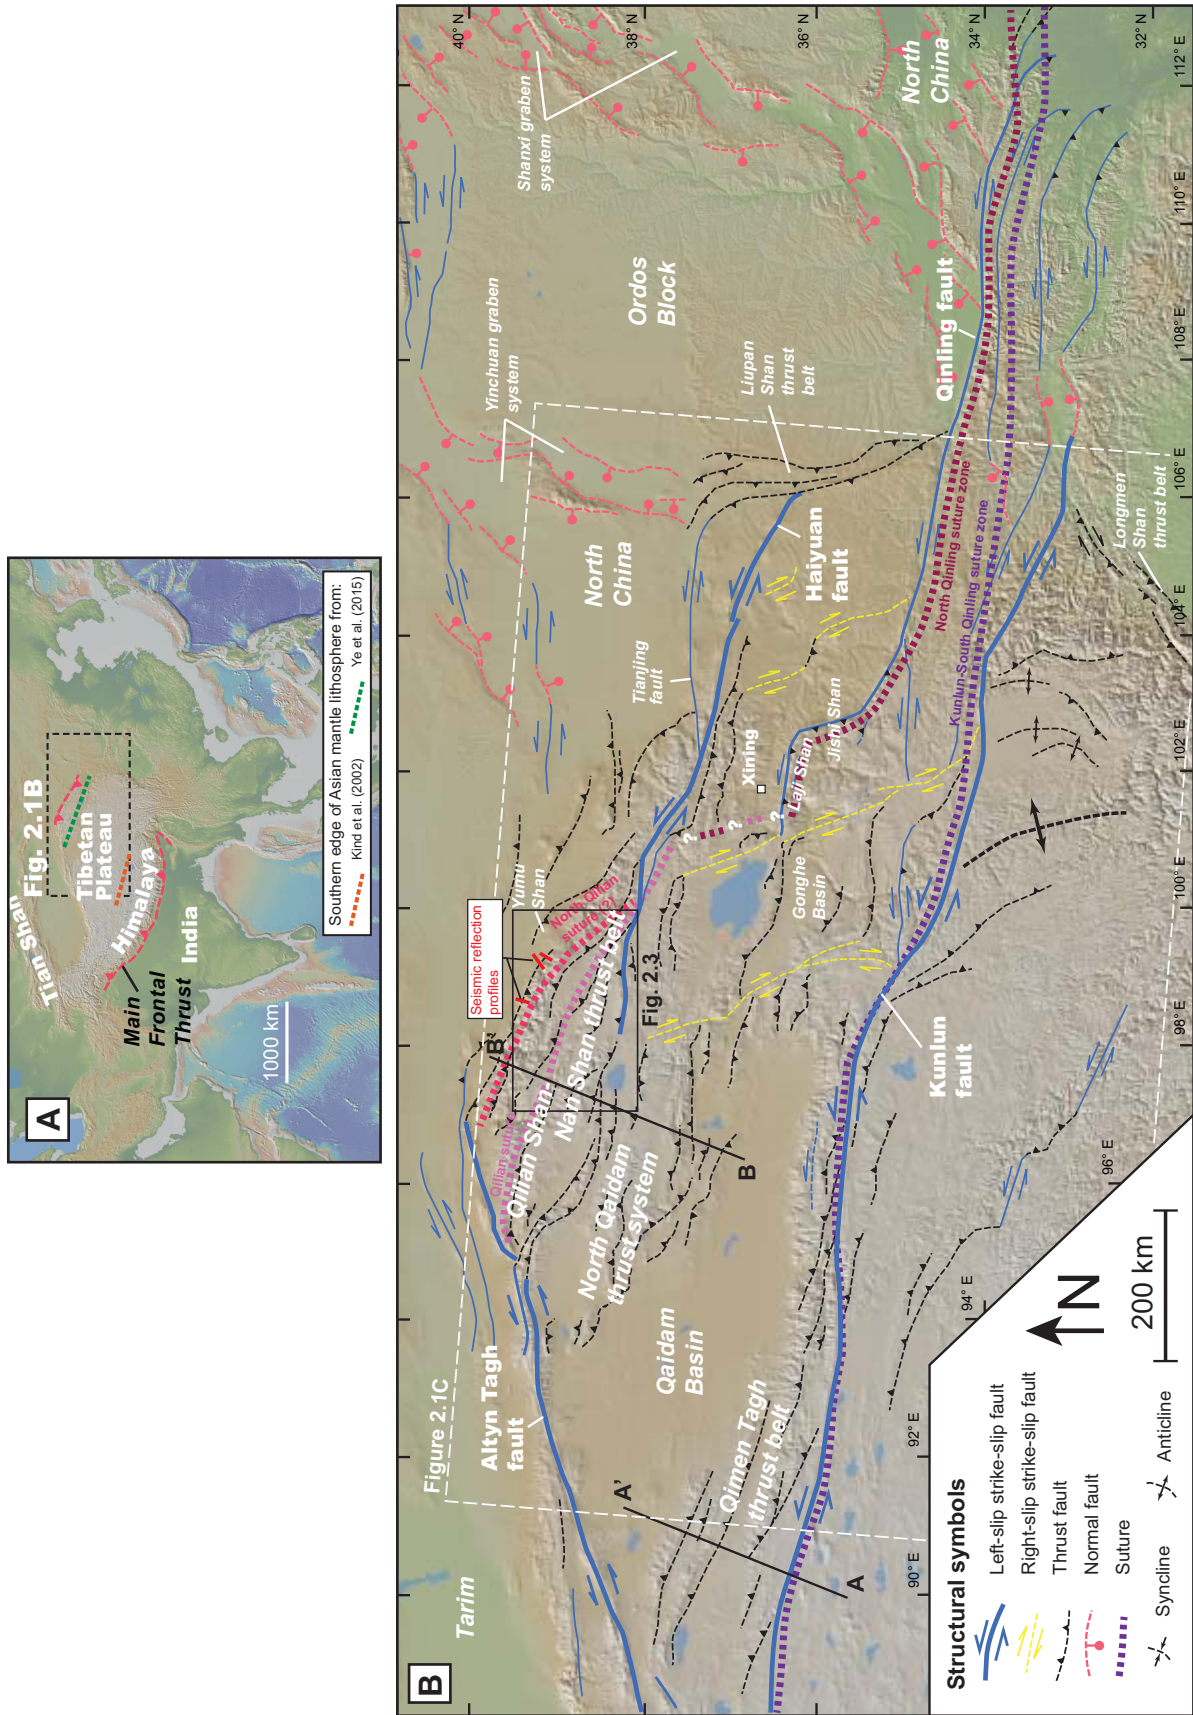 A
Tian Shan
Fig. 2.1B
Tibetan
Plateau
Himalaya
Main
Frontal
Thrust
India
1000 km
Southern edge of Asian mantle lithosphere from:
Kind et al. (2002)
Ye et al. (2015)
B
Tarim
Figure 2.1C
Altyn Tagh
fault
Qaidam
Basin
Qimen Tagh
thrust belt
A'
A
North Qaidam
thrust system
Qilian suture
Qilian Shan-
Nan Shan thrust belt
B'
B
Seismic reflection
profiles
North Qilian
suture (?)
Yumu
Shan
Fig. 2.3
Kunlun
fault
Gonghe
Basin
?
?
?
Xining
Laji Shan
Jishi Shan
Tianjing
fault
North
China
Haiyuan
fault
Yinchuan graben
system
Liupan
Shan
thrust
belt
Ordos
Block
Shanxi graben
system
North
China
Qinling fault
North Qinling suture zone
Kunlun-South Qinling suture zone
Longmen
Shan
thrust belt
40° N
38° N
36° N
34° N
32° N
90° E
92° E
94° E
96° E
98° E
100° E
102° E
104° E
106° E
108° E
110° E
112° E
Structural symbols
Left-slip strike-slip fault
Right-slip strike-slip fault
Thrust fault
Normal fault
Suture
Syncline
Anticline
N
200 km